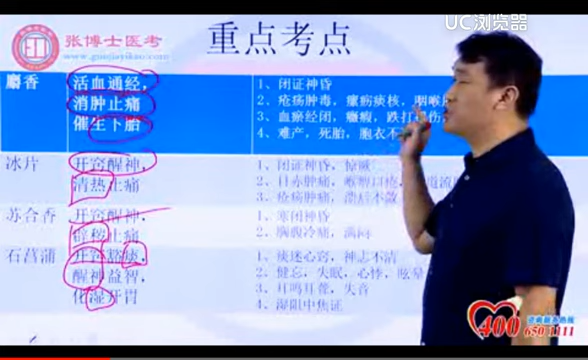 UC浏览器
张博士医考
www.guojiayikao.com
重点考点
麝香
活血通经,
消肿止痛
催生下胎
1、闭证神昏
2、疮疡肿毒, 瘰疬痰核, 咽喉
3、血瘀经闭, 癥瘕, 跌打
4、难产, 死胎, 胞衣不
冰片
开窍醒神,
清热止痛
1、闭证神昏, 惊厥
2、目赤肿痛, 喉痹口疮,
3、疮疡肿痛, 溃后不敛
苏合香
开窍醒神,
辟秽止痛
1、寒闭神昏
2、胸腹冷痛, 满闷
石菖蒲
开窍豁痰,
醒神益智,
化湿开胃
1、痰迷心窍, 神志不清
2、健忘, 失眠, 心悸, 眩晕
3、耳鸣耳聋, 失音
4、湿阻中焦证
400
6501111